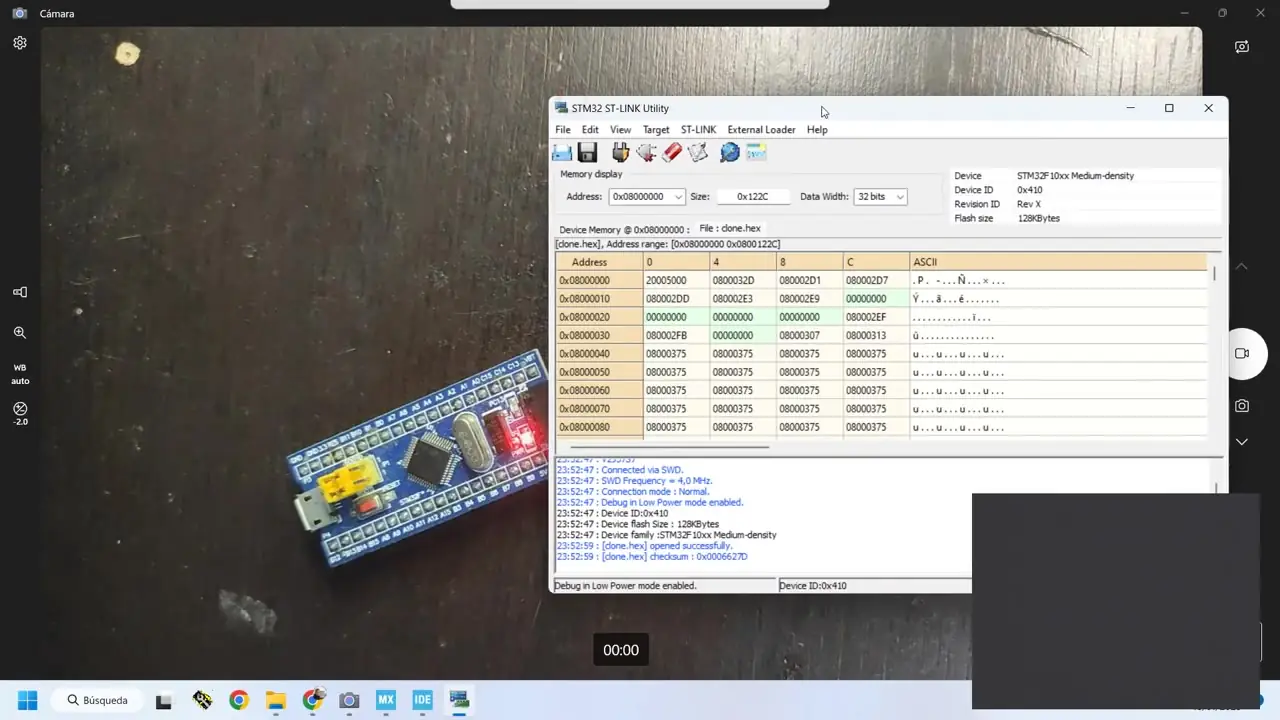 Cámara
STM32 ST-LINK Utility
File Edit View Target ST-LINK External Loader Help
Memory display
Address: 0x08000000 Size: 0x122C Data Width: 32 bits
Device STM32F10xx Medium-density
Device ID 0x410
Revision ID Rev X
Flash size 128KBytes
Device Memory @ 0x08000000 : File : clone.hex
[clone.hex], Address range: [0x08000000 0x0800122C]
Address 0 4 8 C ASCII
0x08000000 20005000 0800032D 080002D1 080002D7 .P. -...Ñ...×...
0x08000010 080002DD 080002E3 080002E9 00000000 Ý...ã...é.......
0x08000020 00000000 00000000 00000000 080002EF ............ï...
0x08000030 080002FB 00000000 08000307 08000313 û...............
0x08000040 08000375 08000375 08000375 08000375 u...u...u...u...
0x08000050 08000375 08000375 08000375 08000375 u...u...u...u...
0x08000060 08000375 08000375 08000375 08000375 u...u...u...u...
0x08000070 08000375 08000375 08000375 08000375 u...u...u...u...
0x08000080 08000375 08000375 08000375 08000375 u...u...u...u...
23:52:47 : Connected via SWD.
23:52:47 : SWD Frequency = 4,0 MHz.
23:52:47 : Connection mode : Normal.
23:52:47 : Debug in Low Power mode enabled.
23:52:47 : Device ID:0x410
23:52:47 : Device flash Size : 128KBytes
23:52:47 : Device family :STM32F10xx Medium-density
23:52:59 : [clone.hex] opened successfully.
23:52:59 : [clone.hex] checksum : 0x0006627D
Debug in Low Power mode enabled. Device ID:0x410
WB
auto
-2.0
00:00
Búsqueda
MX
IDE